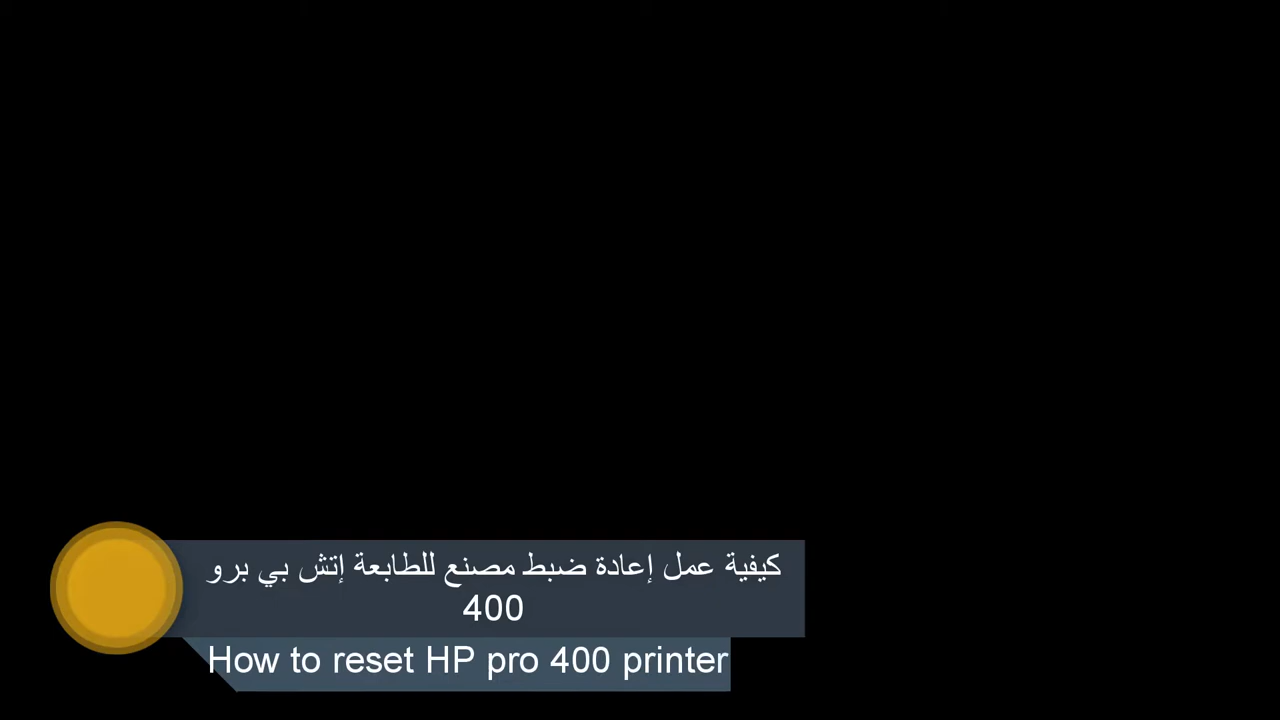 كيفية عمل إعادة ضبط مصنع للطابعة إتش بي برو
400
How to reset HP pro 400 printer